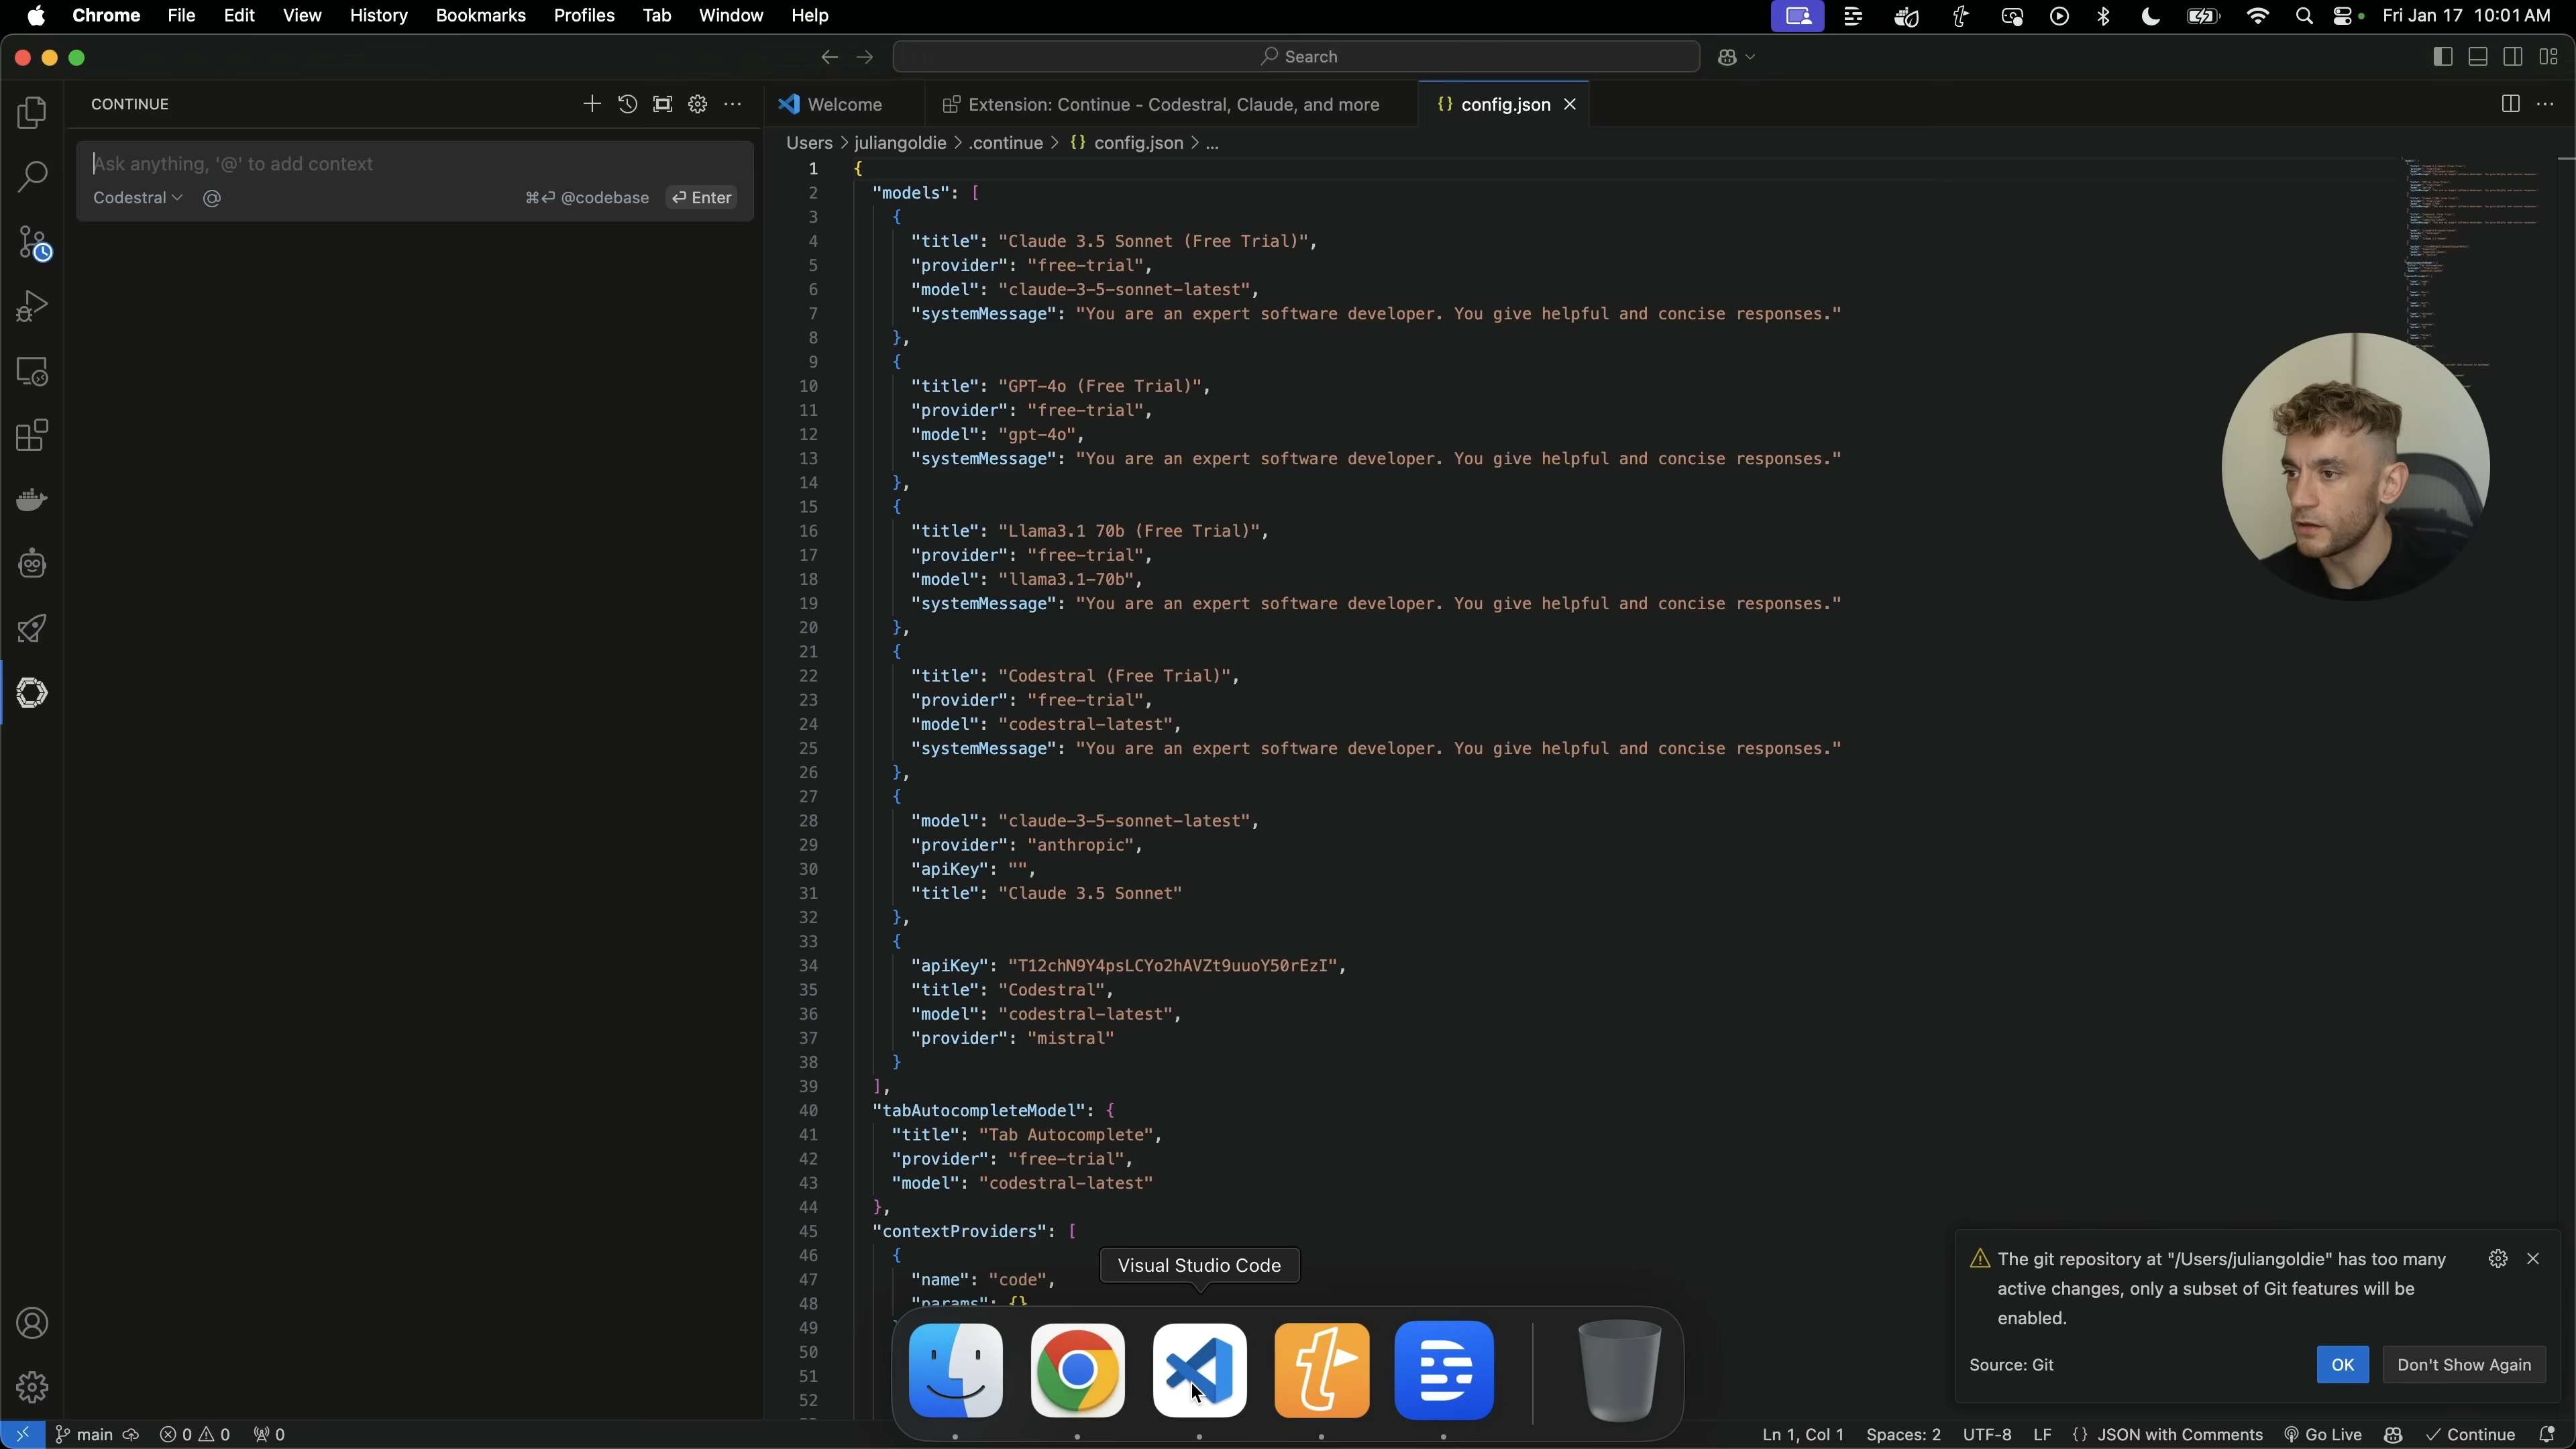 Chrome File Edit View History Bookmarks Profiles Tab Window Help
Fri Jan 17 10:01 AM
Search
CONTINUE
Ask anything, '@' to add context
Codestral
⌘⏎ @codebase ⏎ Enter
Welcome
Extension: Continue - Codestral, Claude, and more
{} config.json
Users > juliangoldie > .continue > {} config.json > ...
1 {
2 "models": [
3 {
4 "title": "Claude 3.5 Sonnet (Free Trial)",
5 "provider": "free-trial",
6 "model": "claude-3-5-sonnet-latest",
7 "systemMessage": "You are an expert software developer. You give helpful and concise responses."
8 },
9 {
10 "title": "GPT-4o (Free Trial)",
11 "provider": "free-trial",
12 "model": "gpt-4o",
13 "systemMessage": "You are an expert software developer. You give helpful and concise responses."
14 },
15 {
16 "title": "Llama3.1 70b (Free Trial)",
17 "provider": "free-trial",
18 "model": "llama3.1-70b",
19 "systemMessage": "You are an expert software developer. You give helpful and concise responses."
20 },
21 {
22 "title": "Codestral (Free Trial)",
23 "provider": "free-trial",
24 "model": "codestral-latest",
25 "systemMessage": "You are an expert software developer. You give helpful and concise responses."
26 },
27 {
28 "model": "claude-3-5-sonnet-latest",
29 "provider": "anthropic",
30 "apiKey": "",
31 "title": "Claude 3.5 Sonnet"
32 },
33 {
34 "apiKey": "T12chN9Y4psLCYo2hAVZt9uuoY50rEzI",
35 "title": "Codestral",
36 "model": "codestral-latest",
37 "provider": "mistral"
38 }
39 ],
40 "tabAutocompleteModel": {
41 "title": "Tab Autocomplete",
42 "provider": "free-trial",
43 "model": "codestral-latest"
44 },
45 "contextProviders": [
46 {
47 "name": "code",
48 "params": {}
49
50
51
52
Visual Studio Code
The git repository at "/Users/juliangoldie" has too many
active changes, only a subset of Git features will be
enabled.
Source: Git
OK
Don't Show Again
main 0 0 0
Ln 1, Col 1 Spaces: 2 UTF-8 LF {} JSON with Comments Go Live Continue